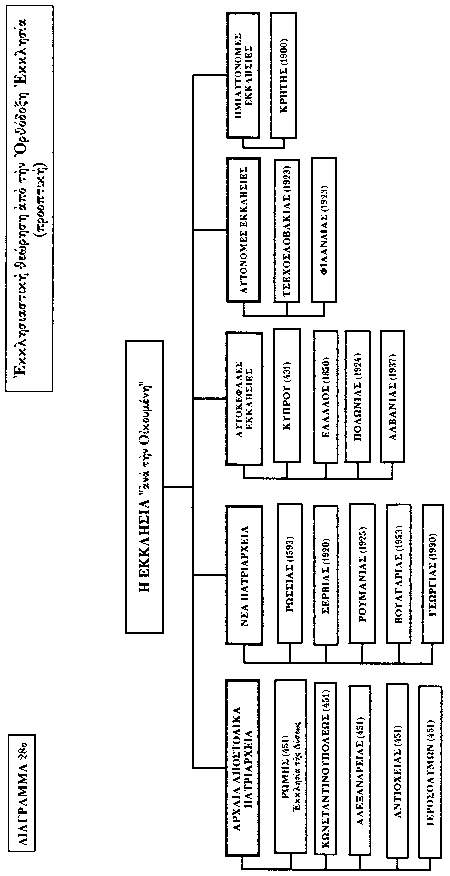 ΔΙΑΓΡΑΜΜΑ 28α
Ἐκκλησιαστική θεώρηση ἀπό τήν Ὀρθόδοξη Ἐκκλησία
(προοπτική)
Η ΕΚΚΛΗΣΙΑ "ἀνά τήν Οἰκουμένη"
ΑΡΧΑΙΑ ΑΠΟΣΤΟΛΙΚΑ
ΠΑΤΡΙΑΡΧΕΙΑ
ΡΩΜΗΣ (451)
Ἐκκλησία τῆς Δύσεως
ΚΩΝΣΤΑΝΤΙΝΟΥΠΟΛΕΩΣ (451)
ΑΛΕΞΑΝΔΡΕΙΑΣ (451)
ΑΝΤΙΟΧΕΙΑΣ (451)
ΙΕΡΟΣΟΛΥΜΩΝ (451)
ΝΕΑ ΠΑΤΡΙΑΡΧΕΙΑ
ΡΩΣΣΙΑΣ (1593)
ΣΕΡΒΙΑΣ (1920)
ΡΟΥΜΑΝΙΑΣ (1925)
ΒΟΥΛΓΑΡΙΑΣ (1953)
ΓΕΩΡΓΙΑΣ (1990)
ΑΥΤΟΚΕΦΑΛΕΣ
ΕΚΚΛΗΣΙΕΣ
ΚΥΠΡΟΥ (431)
ΕΛΛΑΔΟΣ (1850)
ΠΟΛΩΝΙΑΣ (1924)
ΑΛΒΑΝΙΑΣ (1937)
ΑΥΤΟΝΟΜΕΣ ΕΚΚΛΗΣΙΕΣ
ΤΣΕΧΟΣΛΟΒΑΚΙΑΣ (1923)
ΦΙΛΑΝΔΙΑΣ (1923)
ΗΜΙΑΥΤΟΝΟΜΕΣ
ΕΚΚΛΗΣΙΕΣ
ΚΡΗΤΗΣ (1900)